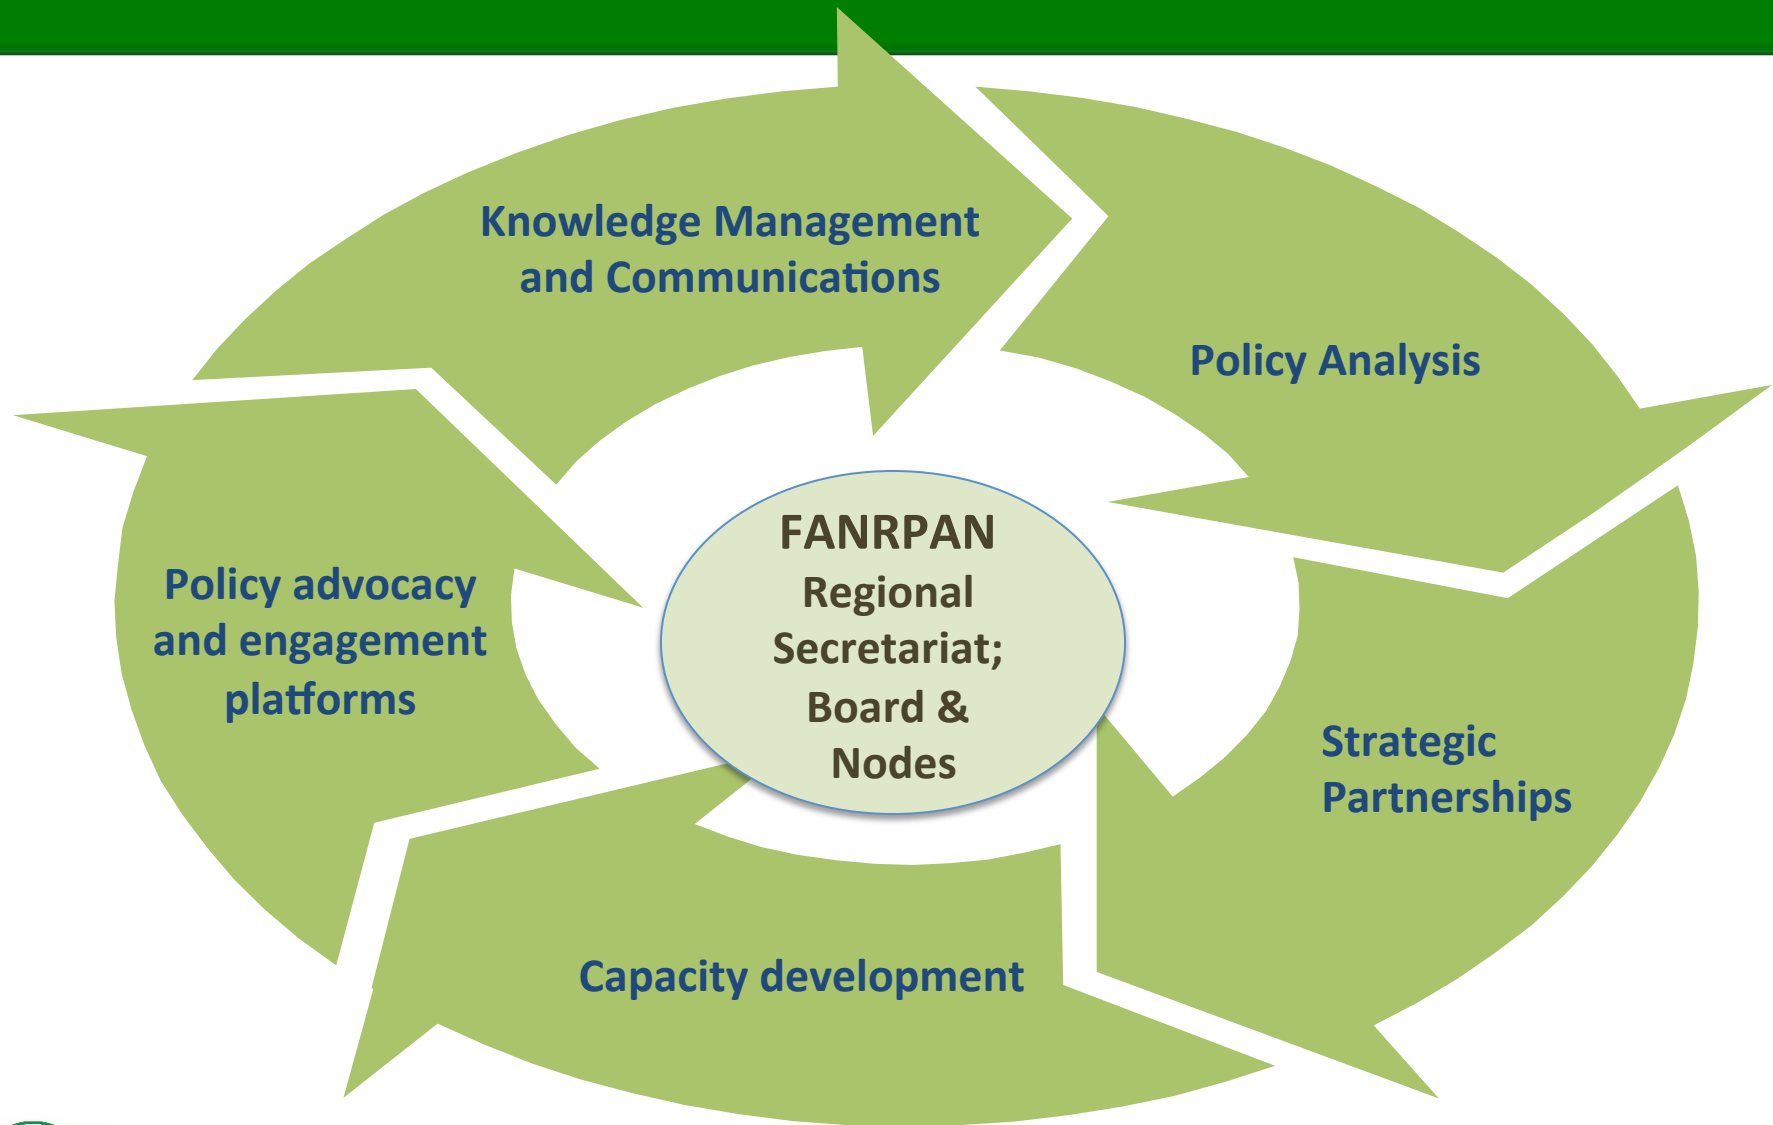 Knowledge Management
and Communications
Policy Analysis
Policy advocacy
and engagement
platforms
FANRPAN
Regional
Secretariat;
Board &
Nodes
Strategic
Partnerships
Capacity development